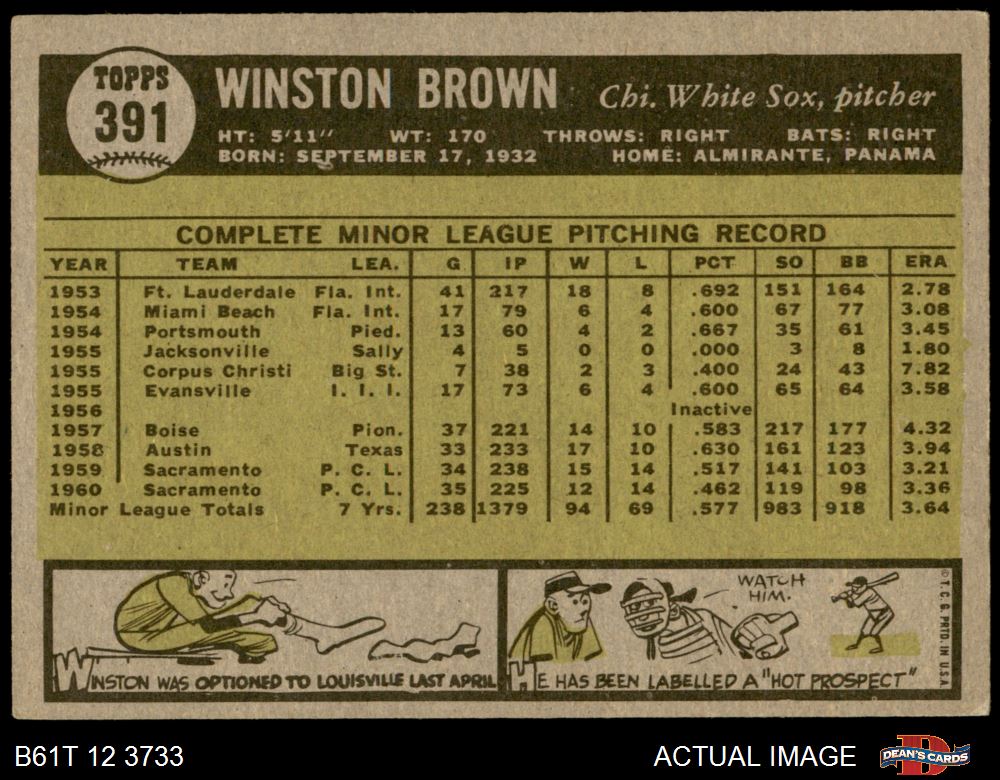 TOPPS
391
WINSTON BROWN Chi. White Sox, pitcher
HT: 5'11" WT: 170 THROWS: RIGHT BATS: RIGHT
BORN: SEPTEMBER 17, 1932 HOME: ALMIRANTE, PANAMA
COMPLETE MINOR LEAGUE PITCHING RECORD
YEAR TEAM LEA. G IP W L PCT SO BB ERA
1953 Ft. Lauderdale Fla. Int. 41 217 18 8 .692 151 164 2.78
1954 Miami Beach Fla. Int. 17 79 6 4 .600 67 77 3.08
1954 Portsmouth Pied. 13 60 4 2 .667 35 61 3.45
1955 Jacksonville Sally 4 5 0 0 .000 3 8 1.80
1955 Corpus Christi Big St. 7 38 2 3 .400 24 43 7.82
1955 Evansville I. I. I. 17 73 6 4 .600 65 64 3.58
1956 Inactive
1957 Boise Pion. 37 221 14 10 .583 217 177 4.32
1958 Austin Texas 33 233 17 10 .630 161 123 3.94
1959 Sacramento P. C. L. 34 238 15 14 .517 141 103 3.21
1960 Sacramento P. C. L. 35 225 12 14 .462 119 98 3.36
Minor League Totals 7 Yrs. 238 1379 94 69 .577 983 918 3.64
WINSTON WAS OPTIONED TO LOUISVILLE LAST APRIL
WATCH
HIM.
HE HAS BEEN LABELLED A "HOT PROSPECT"
© T. C. G. PRTD. IN U.S.A.
B61T 12 3733 ACTUAL IMAGE DEAN'S CARDS